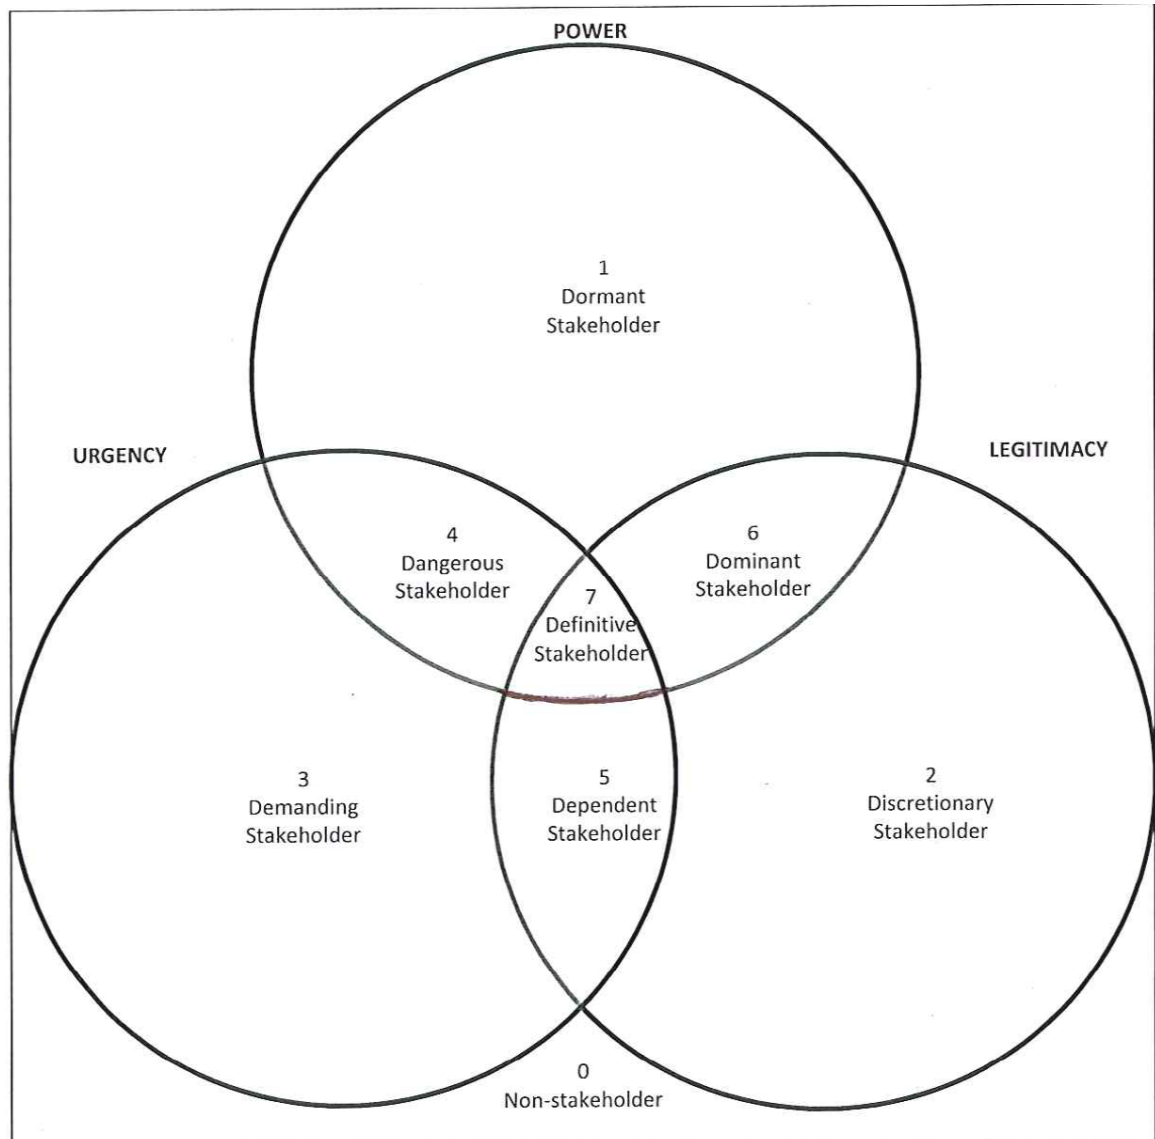 POWER
1
Dormant
Stakeholder
URGENCY
LEGITIMACY
4
Dangerous
Stakeholder
6
Dominant
Stakeholder
7
Definitive
Stakeholder
3
Demanding
Stakeholder
5
Dependent
Stakeholder
2
Discretionary
Stakeholder
0
Non-stakeholder